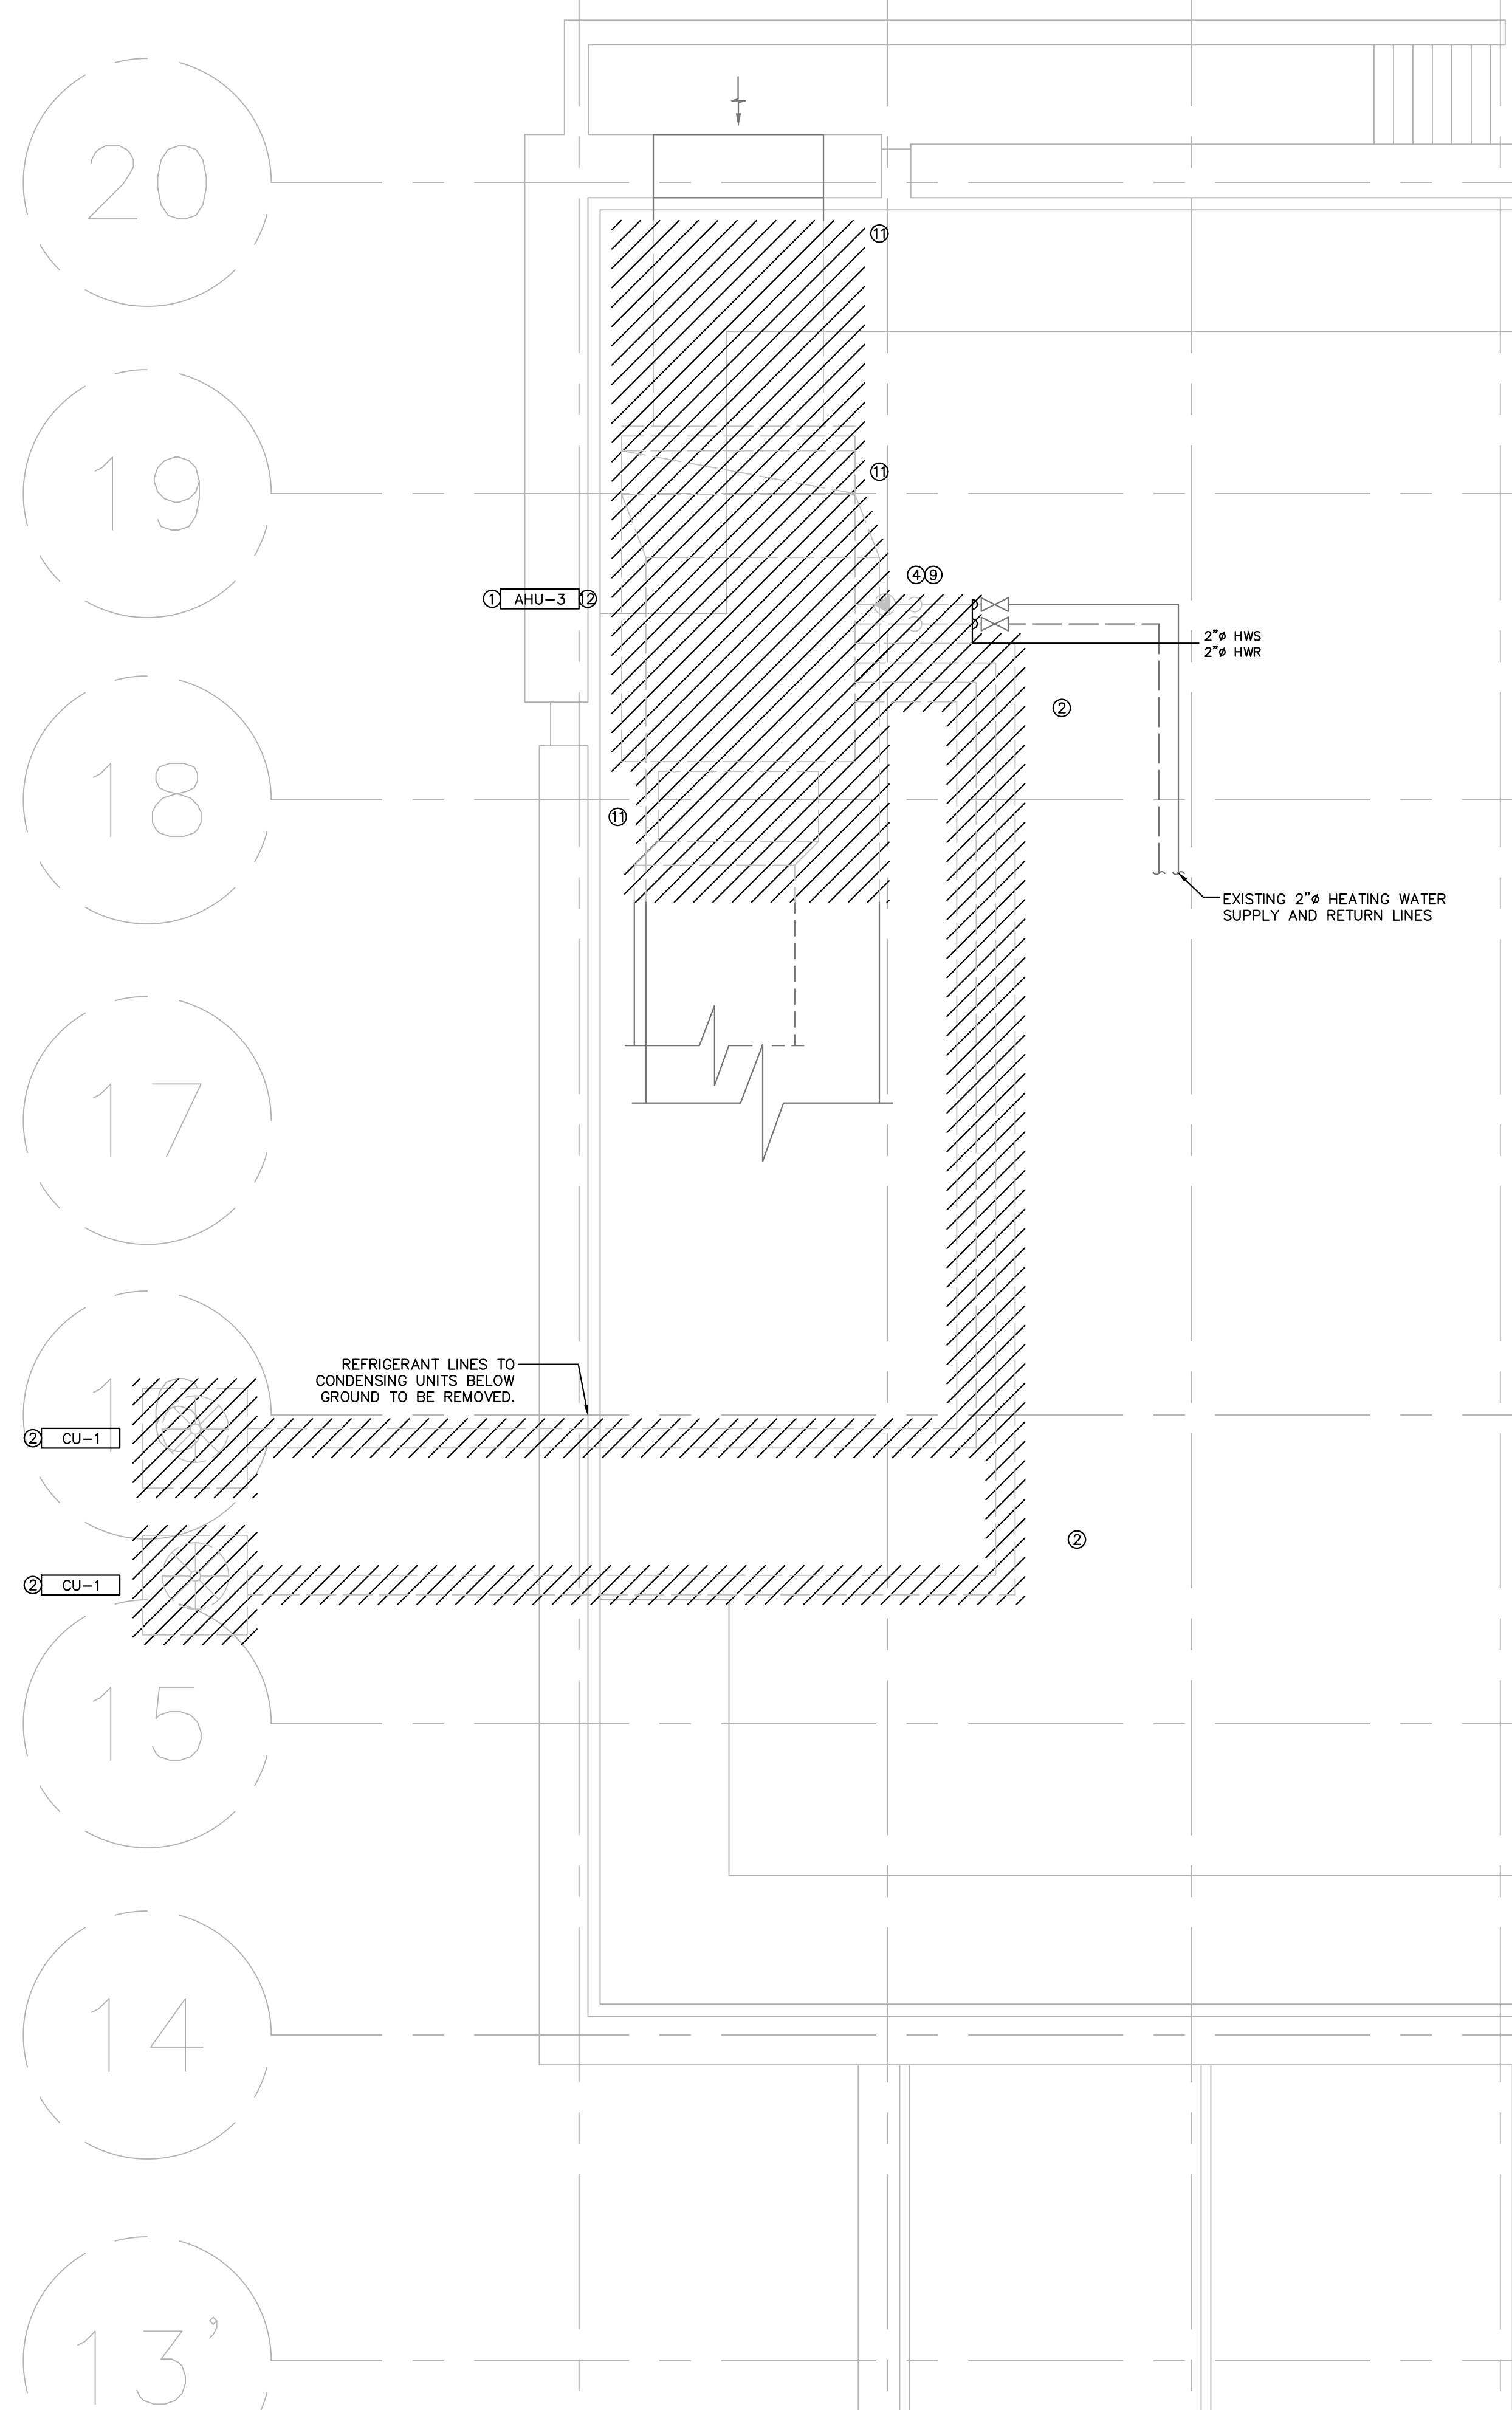 20
11
19
11
④⑨
① AHU-3 ⑫
2"ø HWS
2"ø HWR
②
18
⑪
EXISTING 2"ø HEATING WATER
SUPPLY AND RETURN LINES
17
REFRIGERANT LINES TO
CONDENSING UNITS BELOW
GROUND TO BE REMOVED.
② CU-1
②
② CU-1
15
14
13'